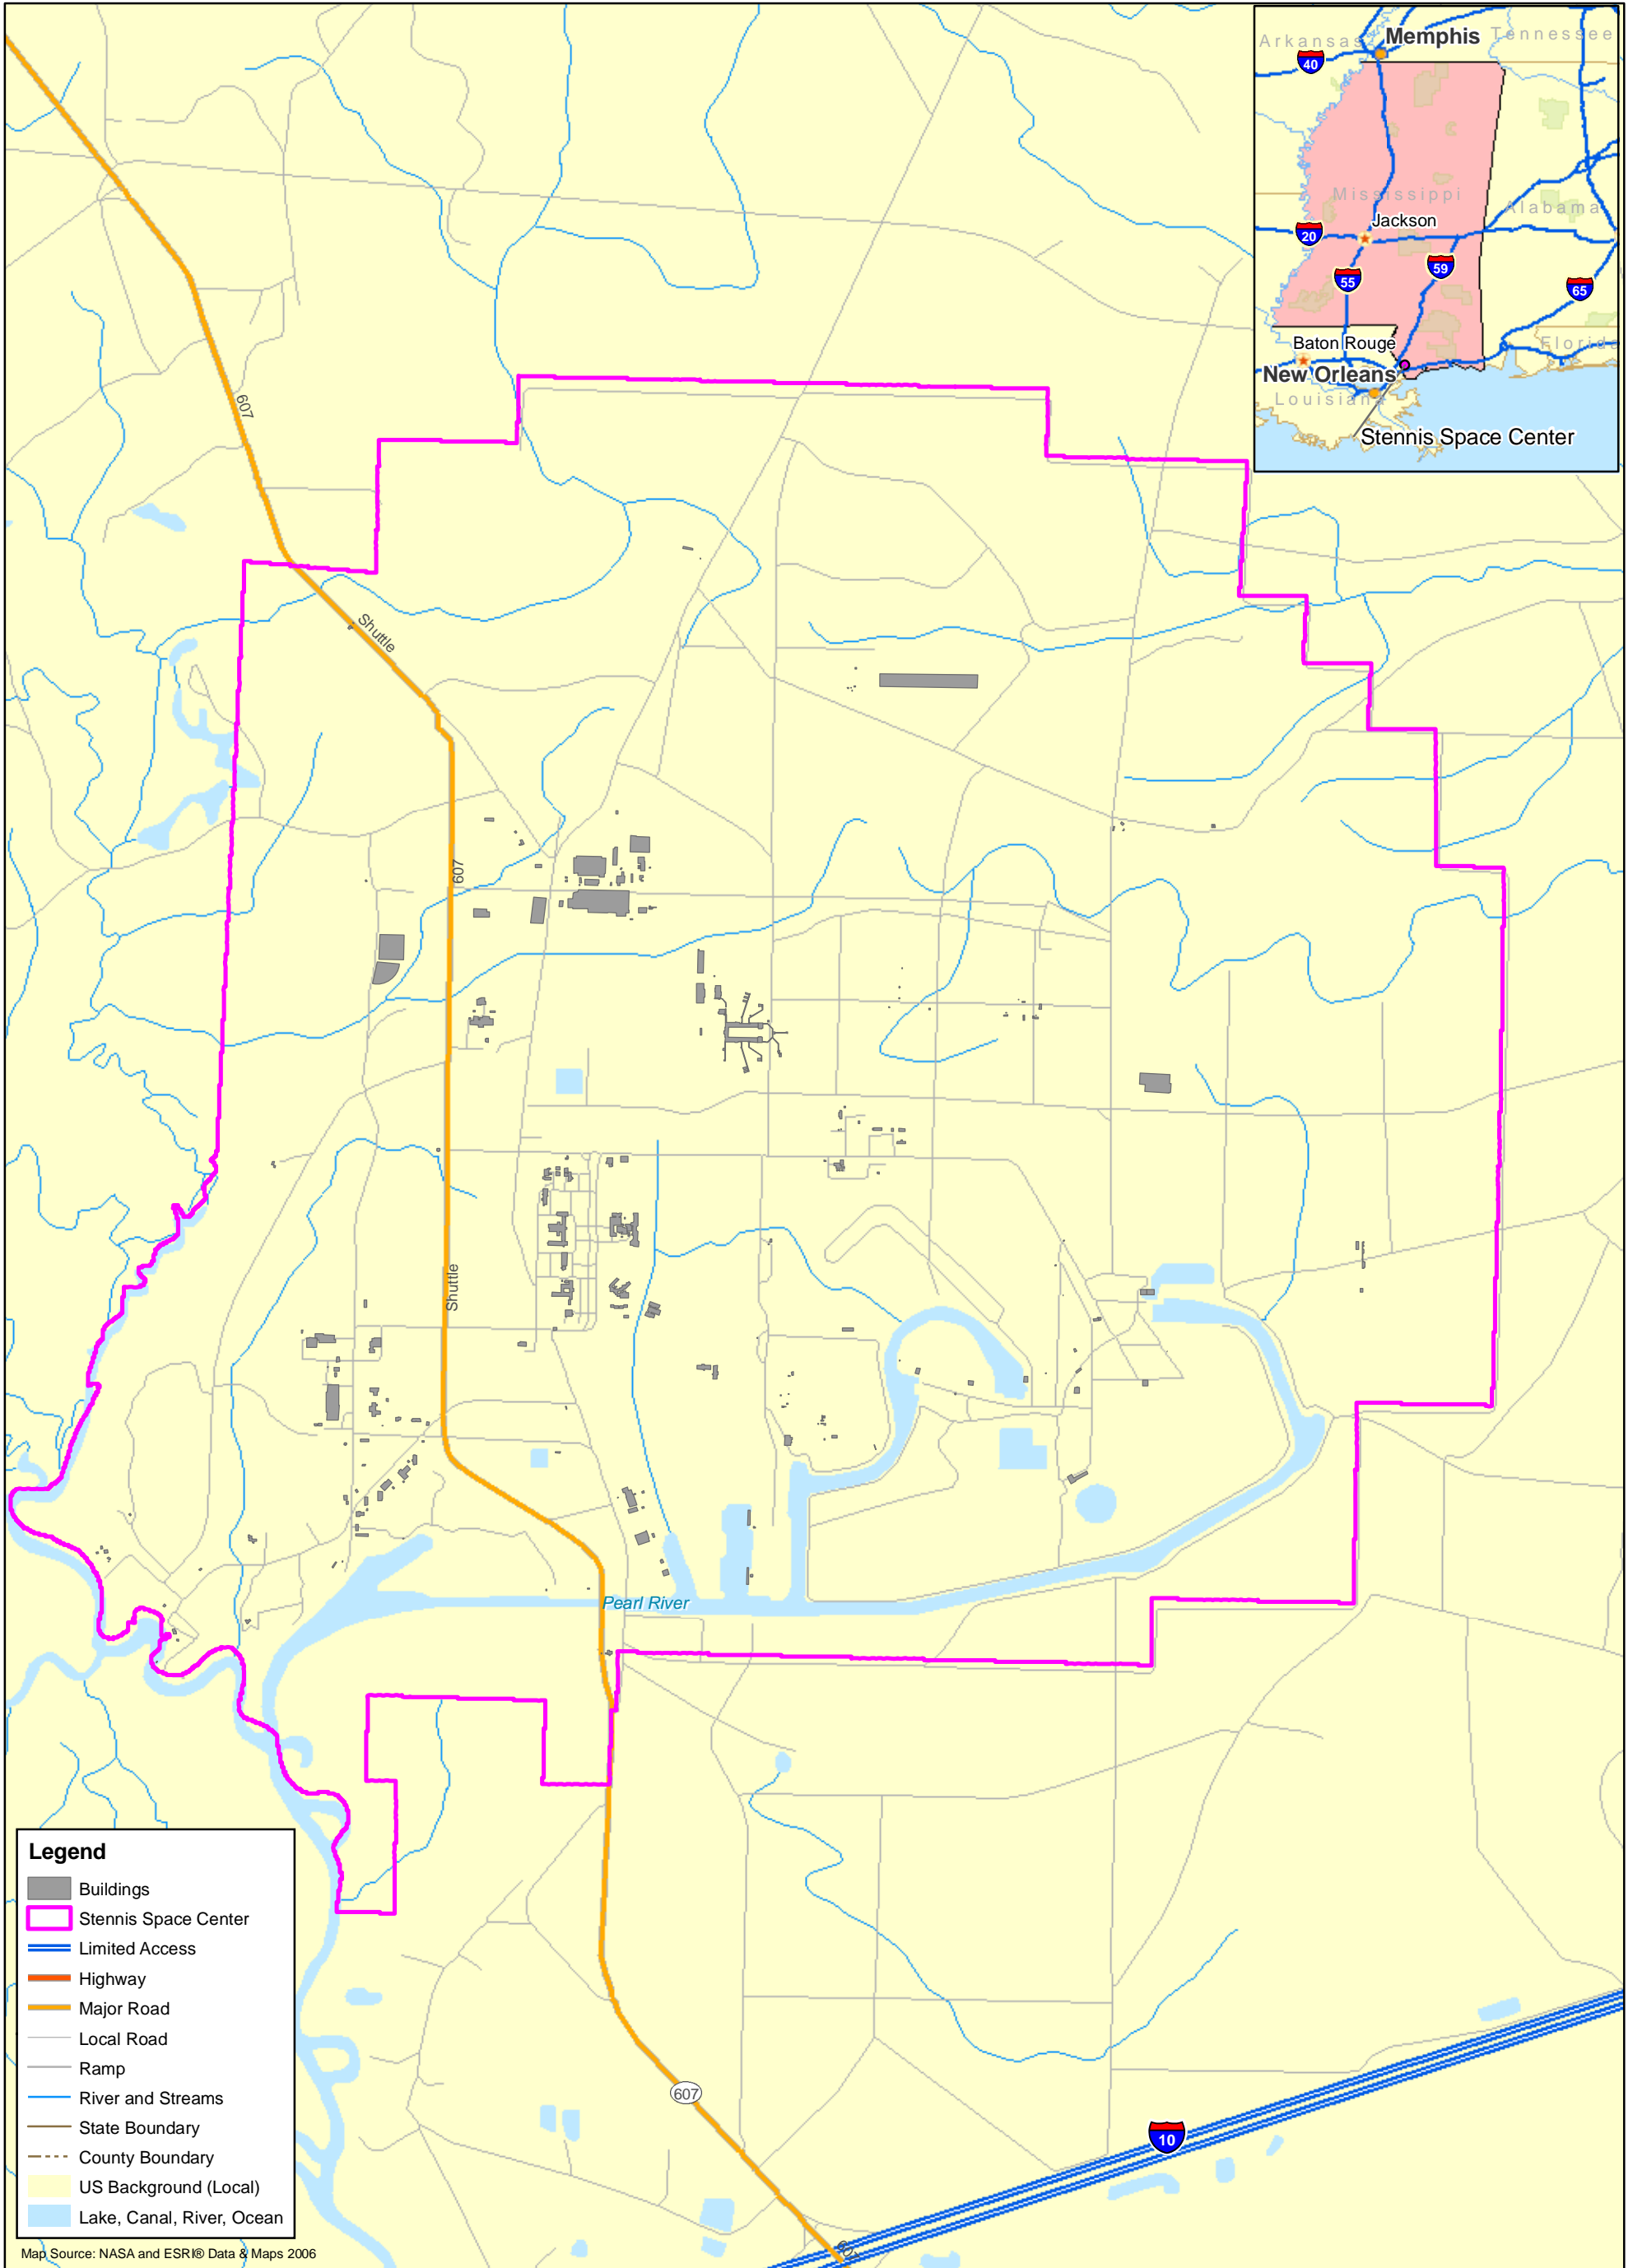 Arkansas
Memphis
Tennessee
40
Mississippi
Alabama
Jackson
20
59
55
65
Baton Rouge
Florida
New Orleans
Louisiana
Stennis Space Center
607
Shuttle
607
Shuttle
Pearl River
607
10
607
Legend
Buildings
Stennis Space Center
Limited Access
Highway
Major Road
Local Road
Ramp
River and Streams
State Boundary
County Boundary
US Background (Local)
Lake, Canal, River, Ocean
Map Source: NASA and ESRI® Data & Maps 2006